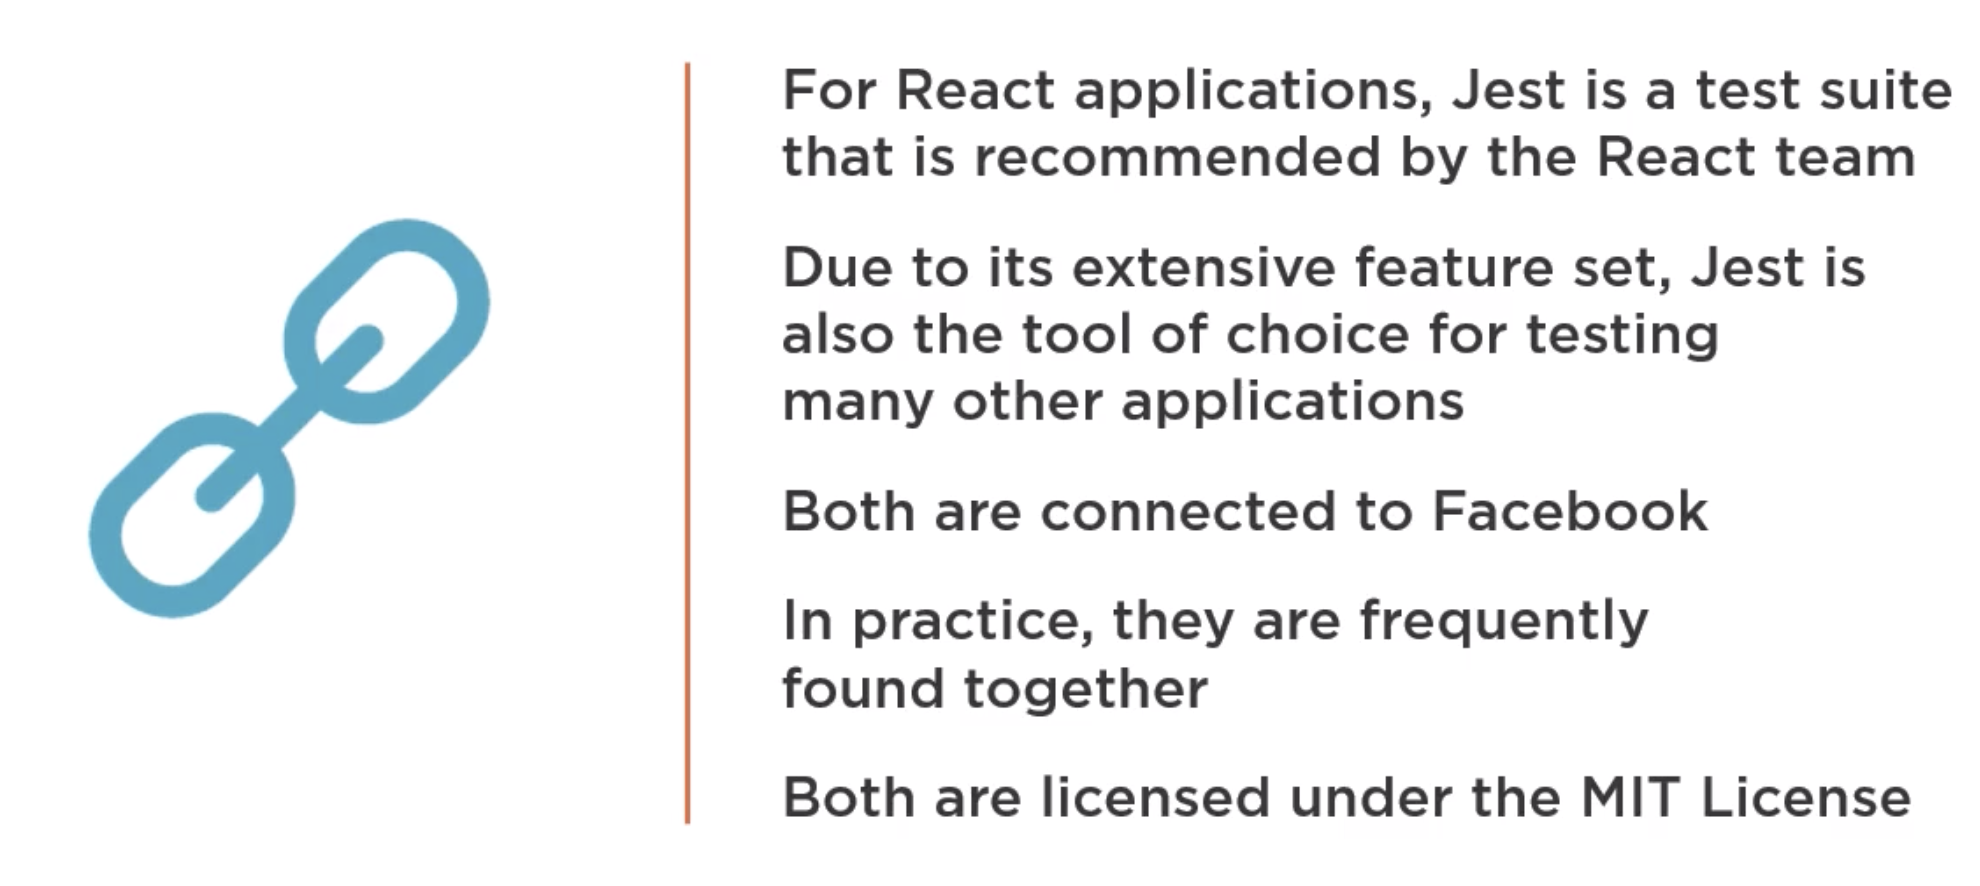 For React applications, Jest is a test suite
that is recommended by the React team
Due to its extensive feature set, Jest is
also the tool of choice for testing
many other applications
Both are connected to Facebook
In practice, they are frequently
found together
Both are licensed under the MIT License